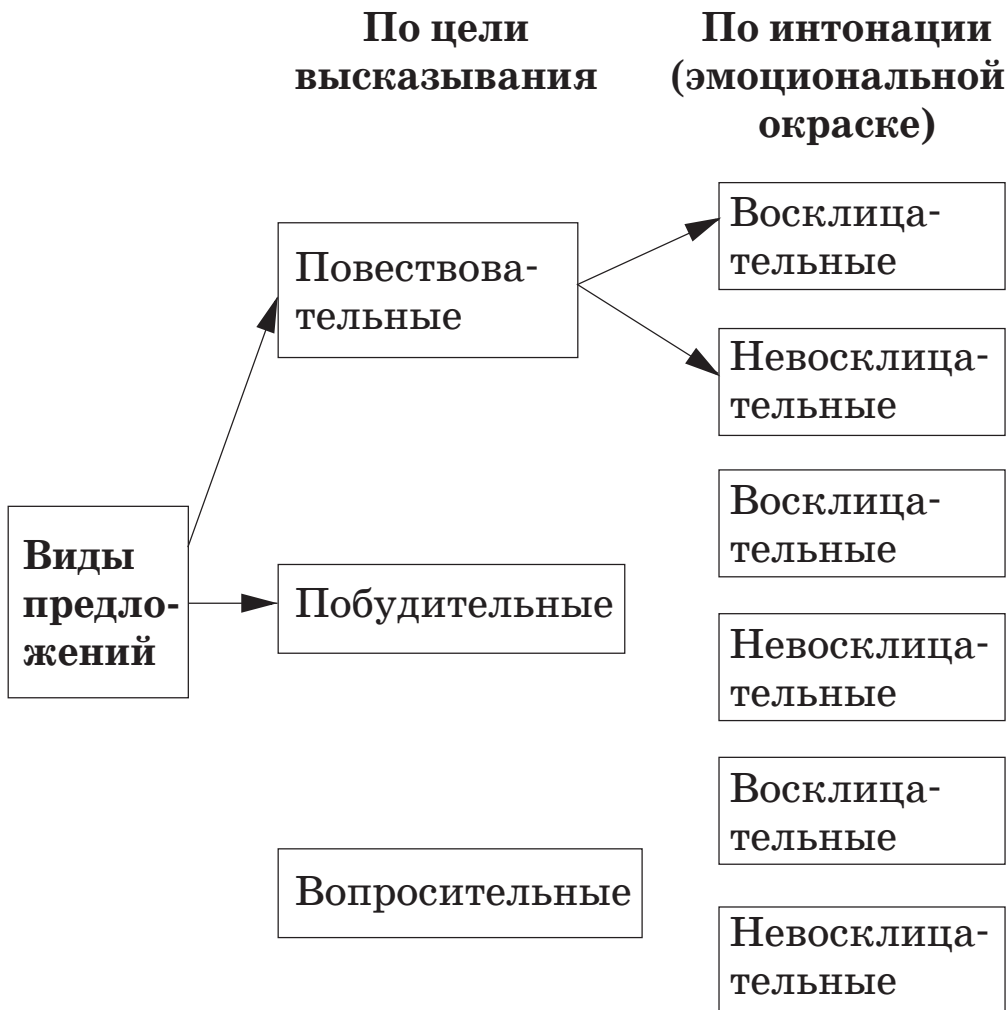 По цели
высказывания
По интонации
(эмоциональной
окраске)
Виды
предло-
жений
Повествова-
тельные
Восклица-
тельные
Невосклица-
тельные
Побудительные
Восклица-
тельные
Невосклица-
тельные
Вопросительные
Восклица-
тельные
Невосклица-
тельные